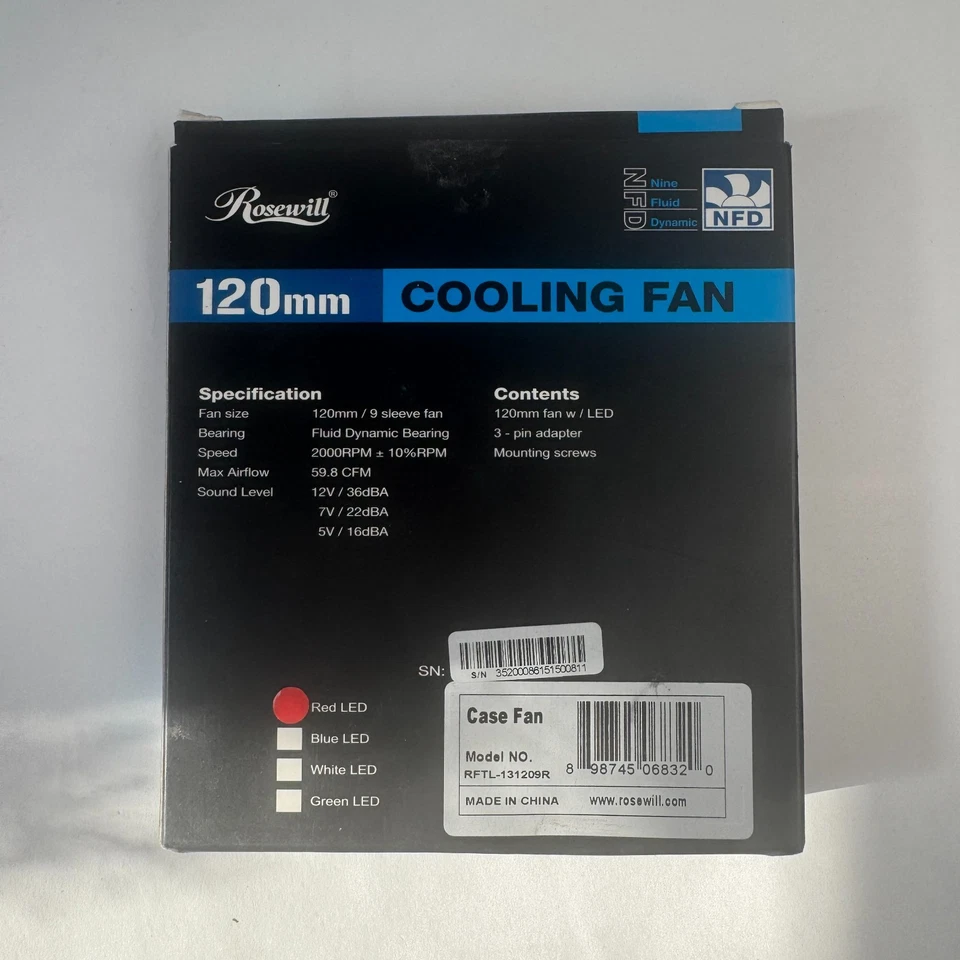 Rosewill®
NFD
Nine
Fluid
Dynamic
NFD
120mm COOLING FAN
Specification
Fan size 120mm / 9 sleeve fan
Bearing Fluid Dynamic Bearing
Speed 2000RPM ± 10%RPM
Max Airflow 59.8 CFM
Sound Level 12V / 36dBA
7V / 22dBA
5V / 16dBA
Contents
120mm fan w / LED
3 - pin adapter
Mounting screws
SN:
S/N 35200086151500811
Red LED
Blue LED
White LED
Green LED
Case Fan
Model NO.
RFTL-131209R
8 98745 06832 0
MADE IN CHINA www.rosewill.com